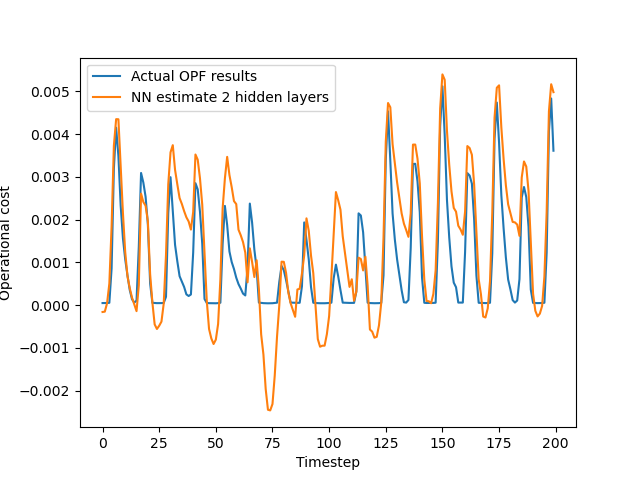 Actual OPF results
NN estimate 2 hidden layers
Operational cost
0.005
0.004
0.003
0.002
0.001
0.000
−0.001
−0.002
0 25 50 75 100 125 150 175 200
Timestep